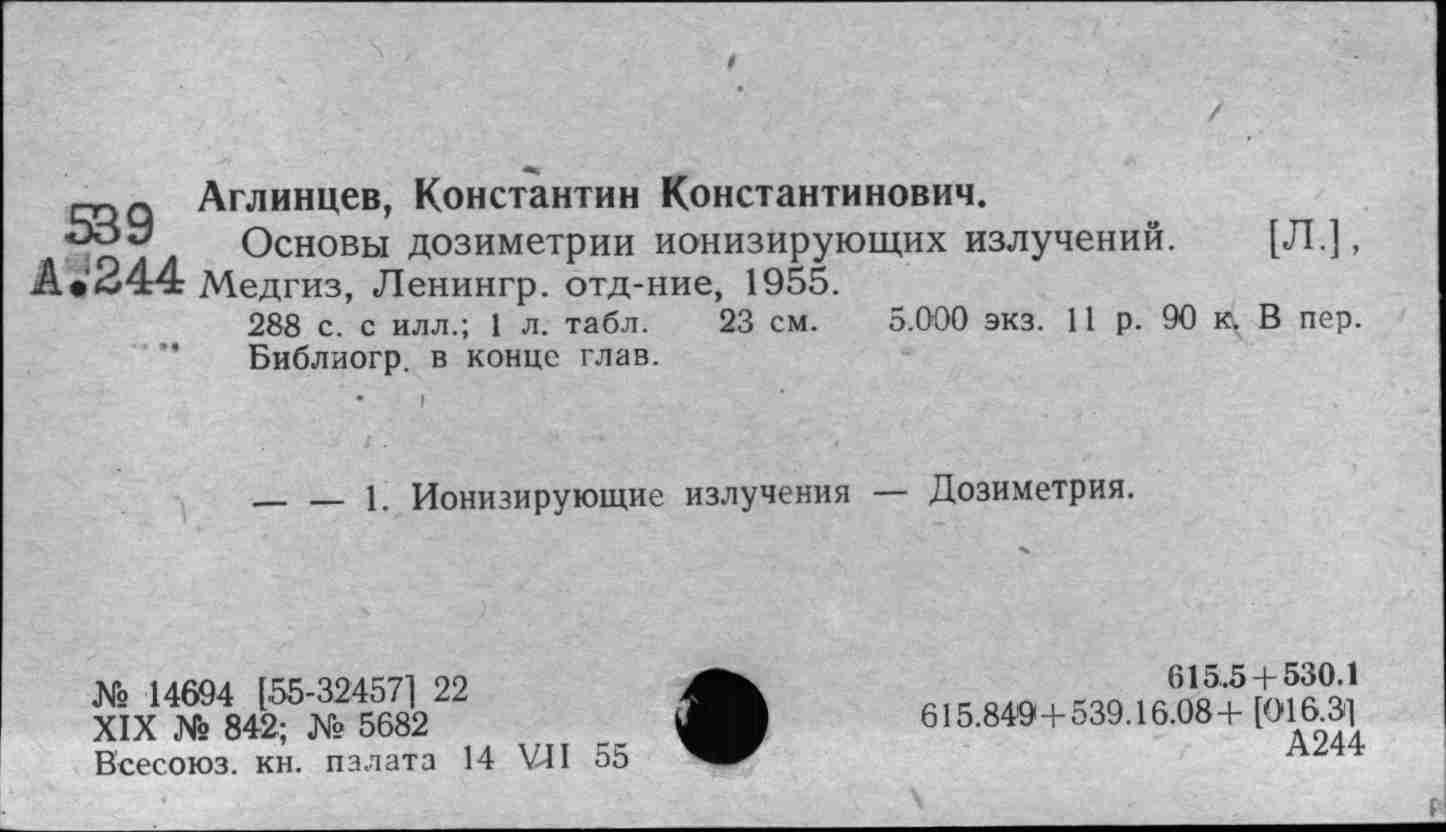 Аглинцев, Константин Константинович.
539 Основы дозиметрии ионизирующих излучений. [Л.],
А.244 Медгиз, Ленингр. отд-ние, 1955.
288 с. с илл.; 1 л. табл. 23 см. 5.000 экз. 11 р. 90 к. В пер.
Библиогр. в конце глав.
— — 1. Ионизирующие излучения — Дозиметрия.
№ 14694 [55-32457] 22
XIX № 842; № 5682
Всесоюз. кн. палата 14 VII 55
615.5+530.1
615.849+539.16.08+ [016.3]
А244